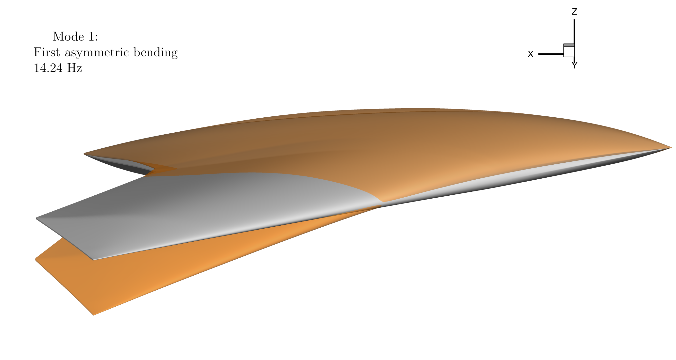 Mode 1:
First asymmetric bending
14.24 Hz
Z
X
Y